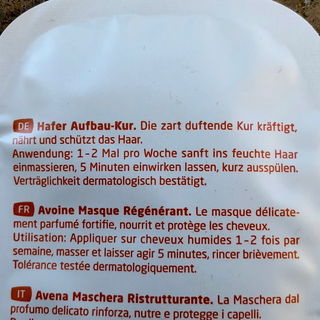 DE Hafer Aufbau-Kur. Die zart duftende Kur kräftigt,
nährt und schützt das Haar.
Anwendung: 1-2 Mal pro Woche sanft ins feuchte Haar
einmassieren, 5 Minuten einwirken lassen, kurz ausspülen.
Verträglichkeit dermatologisch bestätigt.
FR Avoine Masque Régénérant. Le masque délicate-
ment parfumé fortifie, nourrit et protège les cheveux.
Utilisation: Appliquer sur cheveux humides 1-2 fois par
semaine, masser et laisser agir 5 minutes, rincer brièvement.
Tolérance testée dermatologiquement.
IT Avena Maschera Ristrutturante. La Maschera dal
profumo delicato rinforza, nutre e protegge i capelli.